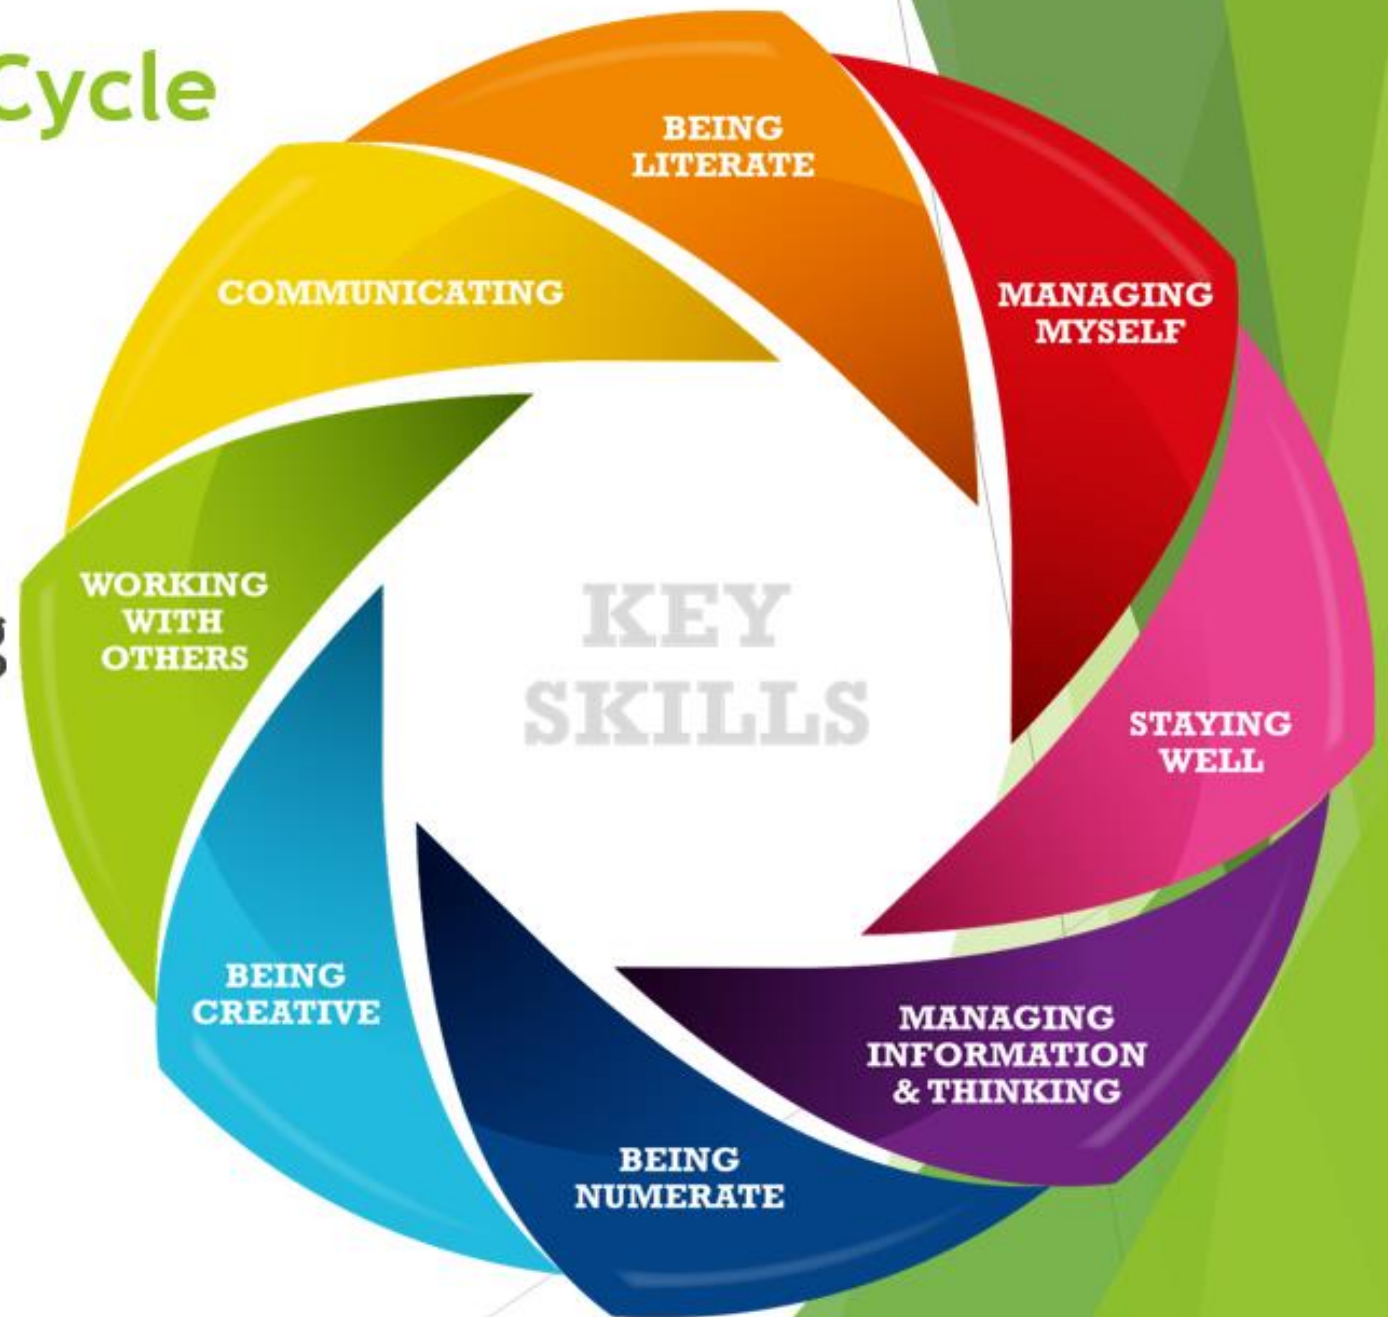 Cycle
BEING
LITERATE
MANAGING
MYSELF
COMMUNICATING
WORKING
WITH
OTHERS
KEY
SKILLS
STAYING
WELL
BEING
CREATIVE
MANAGING
INFORMATION
& THINKING
BEING
NUMERATE